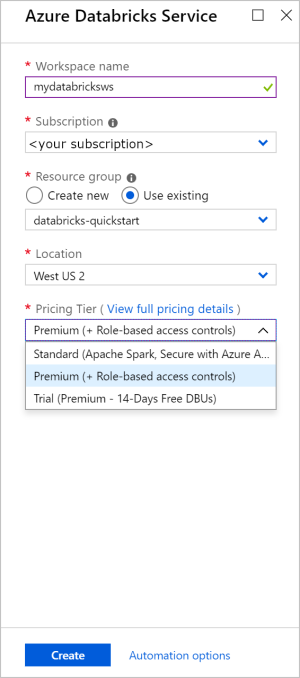 Azure Databricks Service
* Workspace name
mydatabricksws
* Subscription
<your subscription>
* Resource group
Create new Use existing
databricks-quickstart
* Location
West US 2
* Pricing Tier ( View full pricing details )
Premium (+ Role-based access controls)
Standard (Apache Spark, Secure with Azure A...
Premium (+ Role-based access controls)
Trial (Premium - 14-Days Free DBUs)
Create Automation options